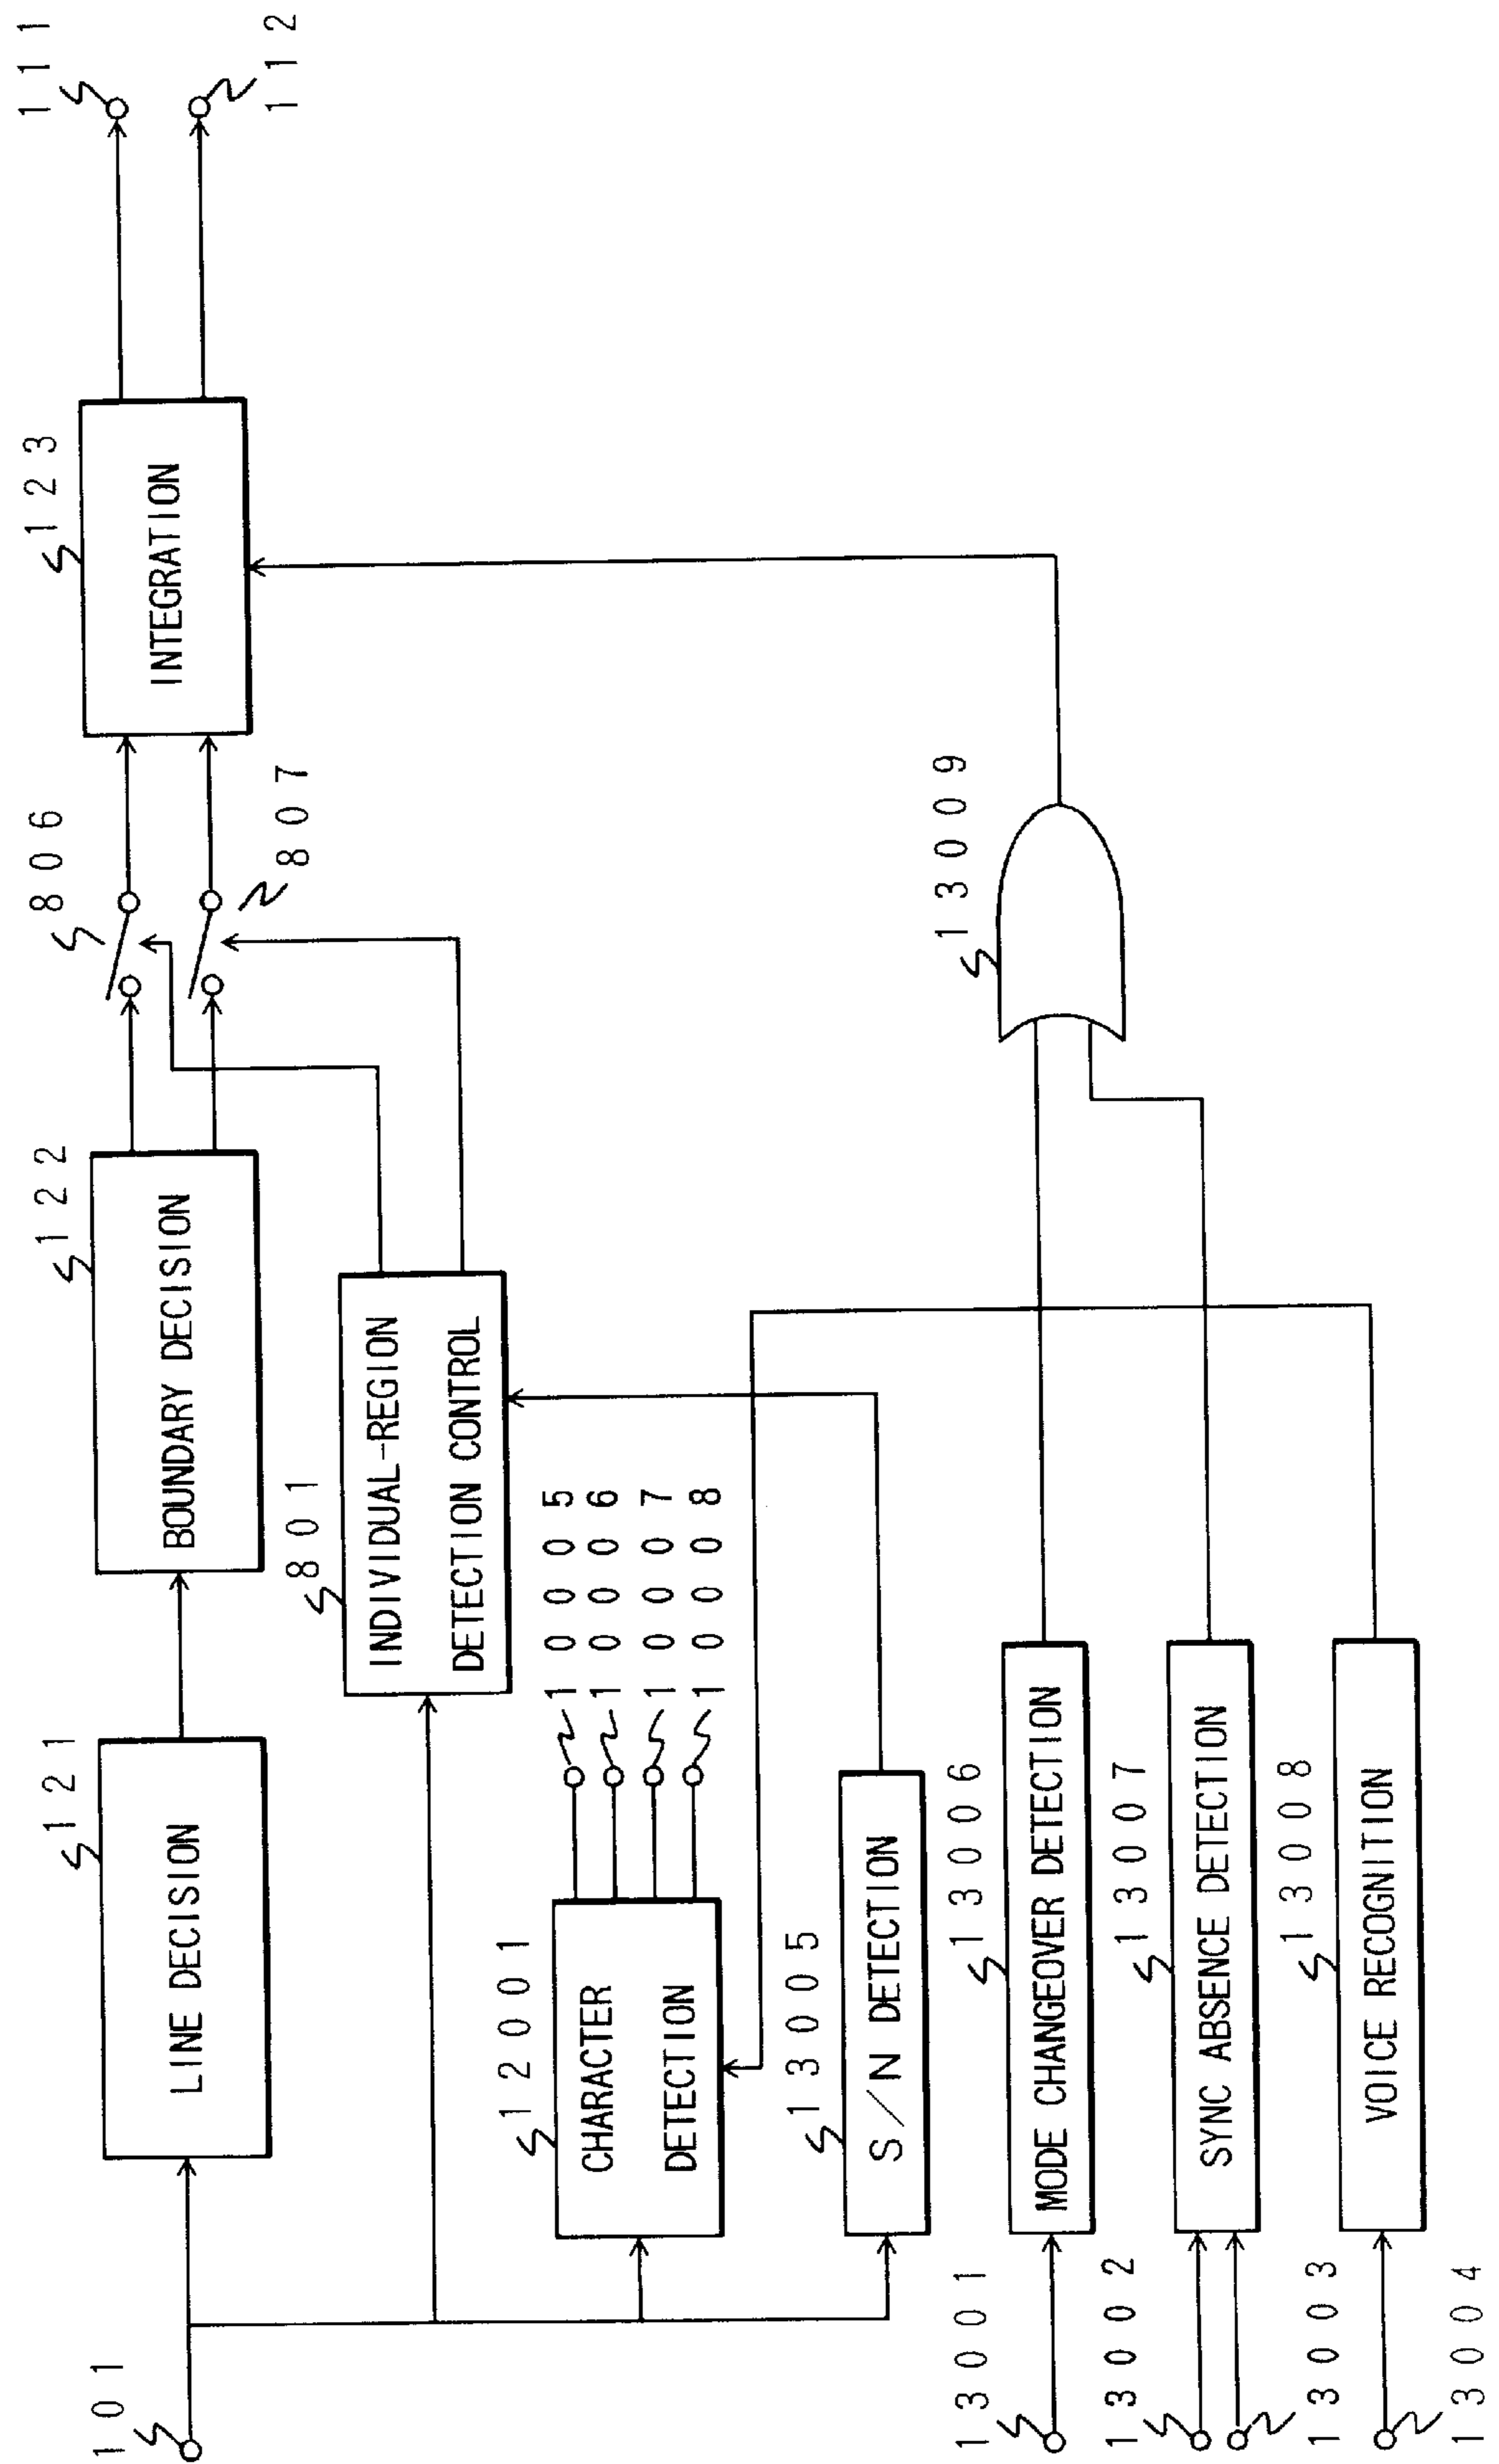 101
121
LINE DECISION
122
BOUNDARY DECISION
806
807
123
INTEGRATION
111
112
801
INDIVIDUAL-REGION
DETECTION CONTROL
12001
CHARACTER
DETECTION
10005
10006
10007
10008
13005
S/N DETECTION
13001
13006
MODE CHANGEOVER DETECTION
13009
13002
13007
SYNC ABSENCE DETECTION
13003
13008
VOICE RECOGNITION
13004